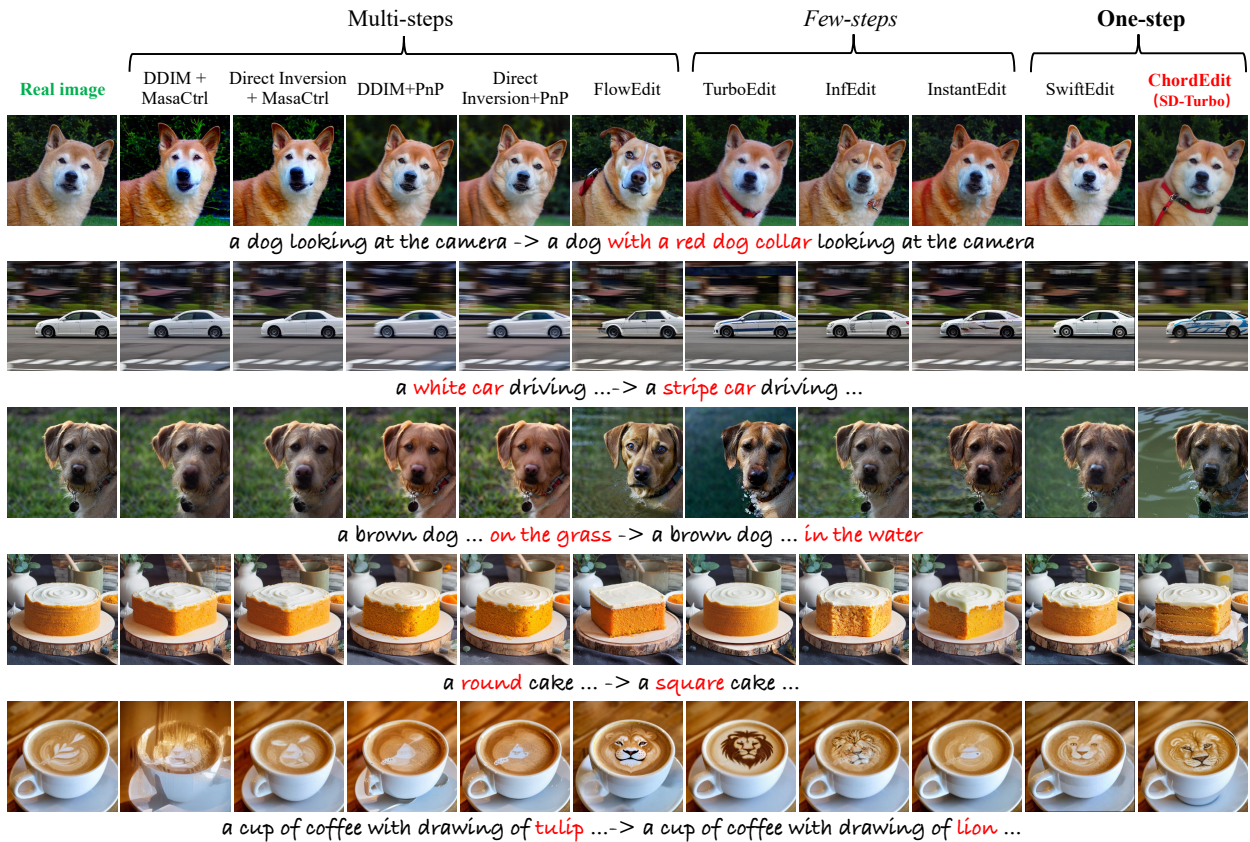 Multi-steps
Few-steps
One-step
Real image
DDIM +
MasaCtrl
Direct Inversion
+ MasaCtrl
DDIM+PnP
Direct
Inversion+PnP
FlowEdit
TurboEdit
InfEdit
InstantEdit
SwiftEdit
ChordEdit
(SD-Turbo)
a dog looking at the camera -> a dog with a red dog collar looking at the camera
a white car driving ...-> a stripe car driving ...
a brown dog ... on the grass -> a brown dog ... in the water
a round cake ... -> a square cake ...
a cup of coffee with drawing of tulip ...-> a cup of coffee with drawing of lion ...